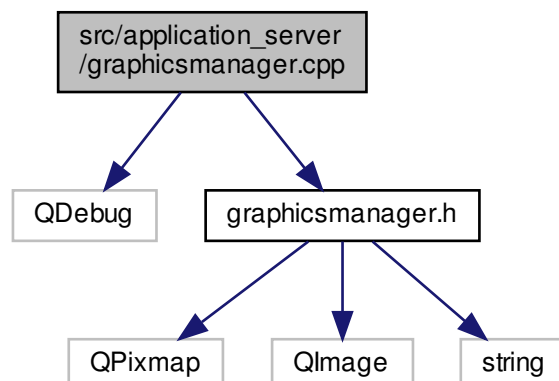 src/application_server
/graphicsmanager.cpp
QDebug
graphicsmanager.h
QPixmap
QImage
string